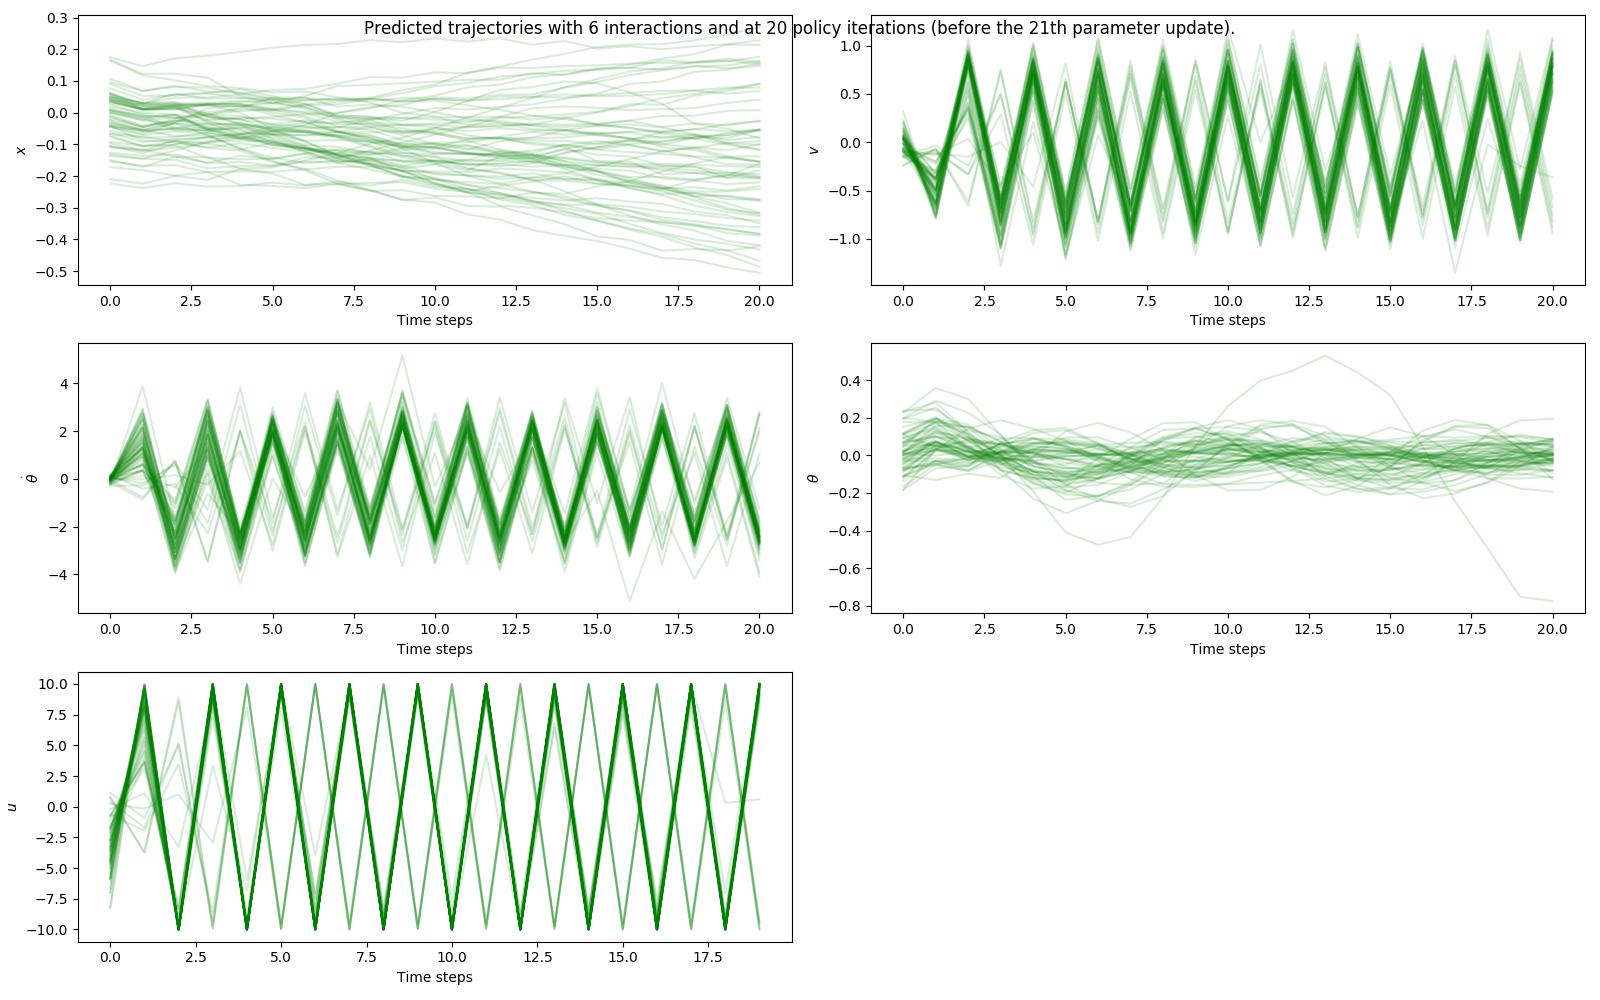 Predicted trajectories with 6 interactions and at 20 policy iterations (before the 21th parameter update).
0.3
0.2
0.1
0.0
−0.1
−0.2
−0.3
−0.4
−0.5
x
0.0 2.5 5.0 7.5 10.0 12.5 15.0 17.5 20.0
Time steps
1.0
0.5
0.0
−0.5
−1.0
v
0.0 2.5 5.0 7.5 10.0 12.5 15.0 17.5 20.0
Time steps
4
2
0
−2
−4
θ̇
0.0 2.5 5.0 7.5 10.0 12.5 15.0 17.5 20.0
Time steps
0.4
0.2
0.0
−0.2
−0.4
−0.6
−0.8
θ
0.0 2.5 5.0 7.5 10.0 12.5 15.0 17.5 20.0
Time steps
10.0
7.5
5.0
2.5
0.0
−2.5
−5.0
−7.5
−10.0
u
0.0 2.5 5.0 7.5 10.0 12.5 15.0 17.5
Time steps